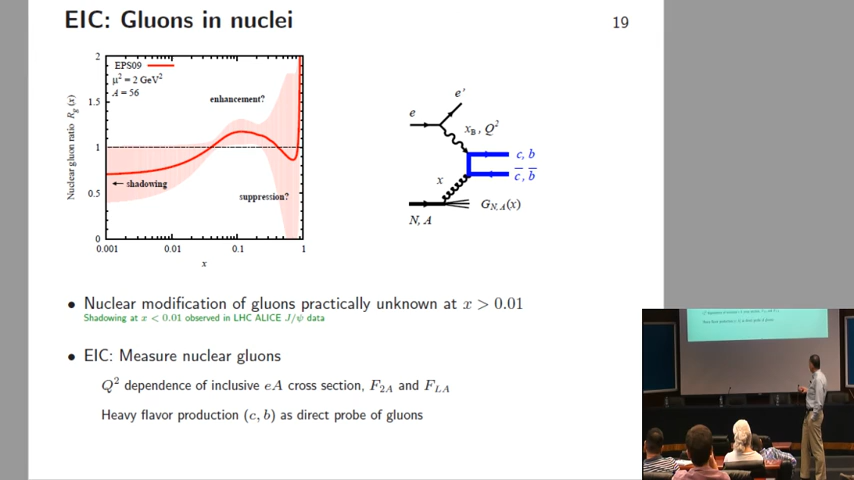 EIC: Gluons in nuclei
19
EPS09
μ² = 2 GeV²
A = 56
Nuclear gluon ratio R_g (x)
2
1.5
1
0.5
0
enhancement?
shadowing
suppression?
0.001
0.01
0.1
1
x
e
e'
x_B , Q²
c, b
c̅, b̅
x
N, A
G_{N,A}(x)
• Nuclear modification of gluons practically unknown at x > 0.01
Shadowing at x < 0.01 observed in LHC ALICE J/ψ data
• EIC: Measure nuclear gluons
Q² dependence of inclusive eA cross section, F_{2A} and F_{LA}
Heavy flavor production (c, b) as direct probe of gluons